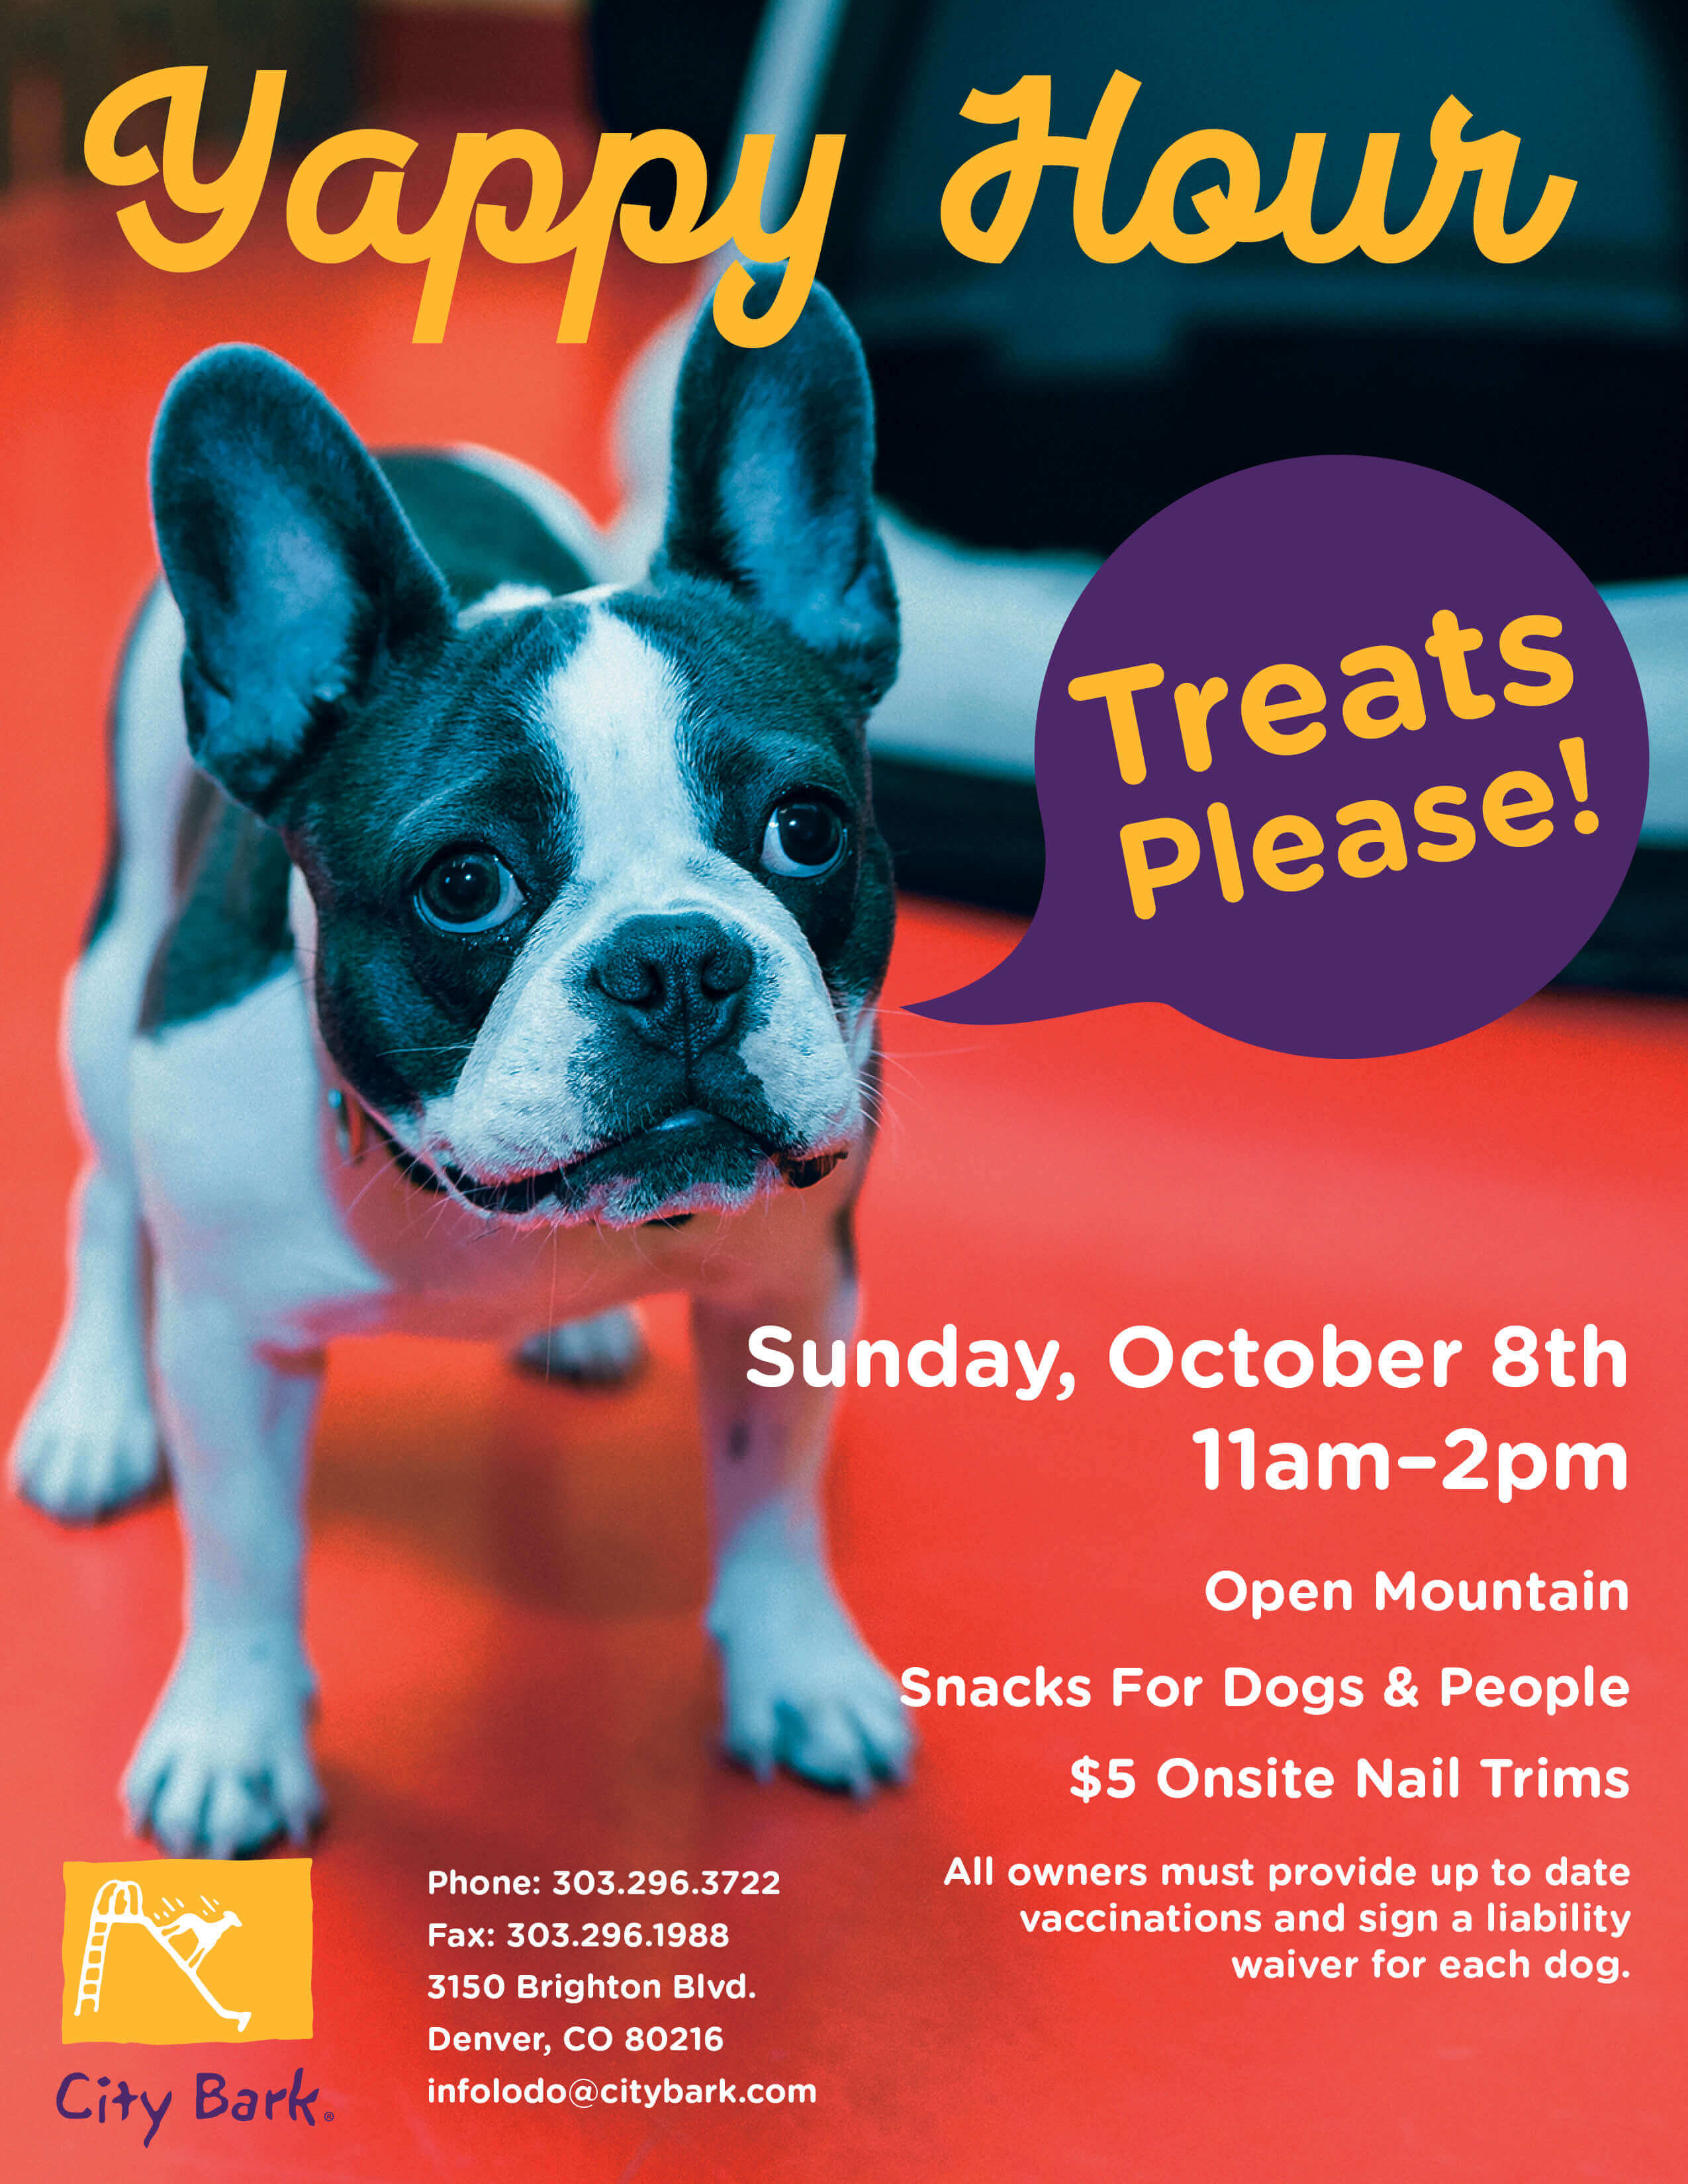 Yappy Hour
Treats
Please!
Sunday, October 8th
11am–2pm
Open Mountain
Snacks For Dogs & People
$5 Onsite Nail Trims
All owners must provide up to date
vaccinations and sign a liability
waiver for each dog.
Phone: 303.296.3722
Fax: 303.296.1988
3150 Brighton Blvd.
Denver, CO 80216
infolodo@citybark.com
City Bark®